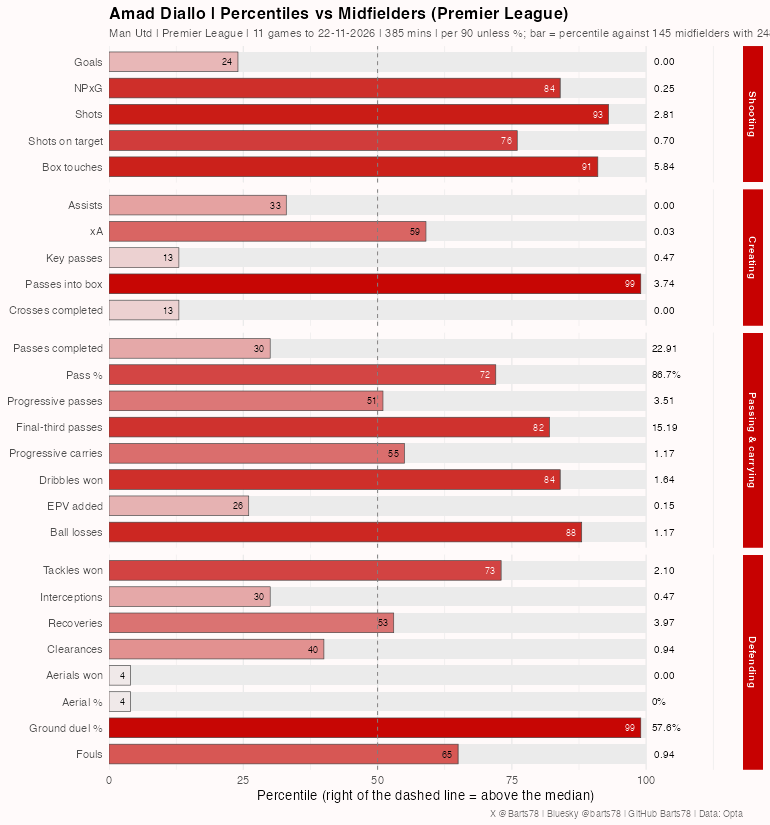 Amad Diallo | Percentiles vs Midfielders (Premier League)
Man Utd | Premier League | 11 games to 22-11-2026 | 385 mins | per 90 unless %; bar = percentile against 145 midfielders with 24
Goals 24 0.00
NPxG 84 0.25
Shots 93 2.81
Shots on target 76 0.70
Box touches 91 5.84
Shooting
Assists 33 0.00
xA 59 0.03
Key passes 13 0.47
Passes into box 99 3.74
Crosses completed 13 0.00
Creating
Passes completed 30 22.91
Pass % 72 86.7%
Progressive passes 51 3.51
Final-third passes 82 15.19
Progressive carries 55 1.17
Dribbles won 84 1.64
EPV added 26 0.15
Ball losses 88 1.17
Passing & carrying
Tackles won 73 2.10
Interceptions 30 0.47
Recoveries 53 3.97
Clearances 40 0.94
Aerials won 4 0.00
Aerial % 4 0%
Ground duel % 99 57.6%
Fouls 65 0.94
Defending
0 25 50 75 100
Percentile (right of the dashed line = above the median)
X @Barts78 | Bluesky @barts78 | GitHub Barts78 | Data: Opta